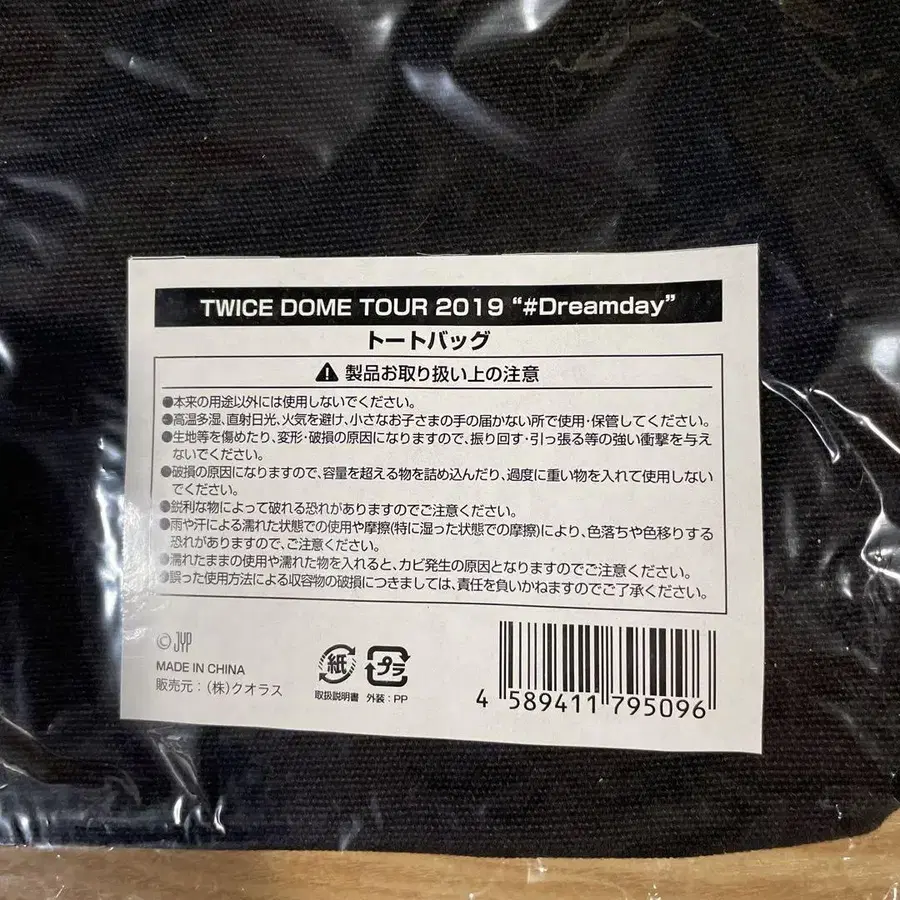 TWICE DOME TOUR 2019 “#Dreamday”
トートバッグ
製品お取り扱い上の注意
●本来の用途以外には使用しないでください。
●高温多湿、直射日光、火気を避け、小さなお子さまの手の届かない所で使用・保管してください。
●生地等を傷めたり、変形・破損の原因になりますので、振り回す・引っ張る等の強い衝撃を与え
ないでください。
●破損の原因になりますので、容量を超える物を詰め込んだり、過度に重い物を入れて使用しない
でください。
●鋭利な物によって破れる恐れがありますのでご注意ください。
●雨や汗による濡れた状態での使用や摩擦(特に湿った状態での摩擦)により、色落ちや色移りする
恐れがありますので、ご注意ください。
●濡れたままの使用や濡れた物を入れると、カビ発生の原因となりますのでご注意ください。
●誤った使用方法による収容物の破損につきましては、責任を負いかねますのでご了承ください。
© JYP
MADE IN CHINA
販売元：(株)クオラス
紙
取扱説明書
プラ
外装：PP
4 589411 795096